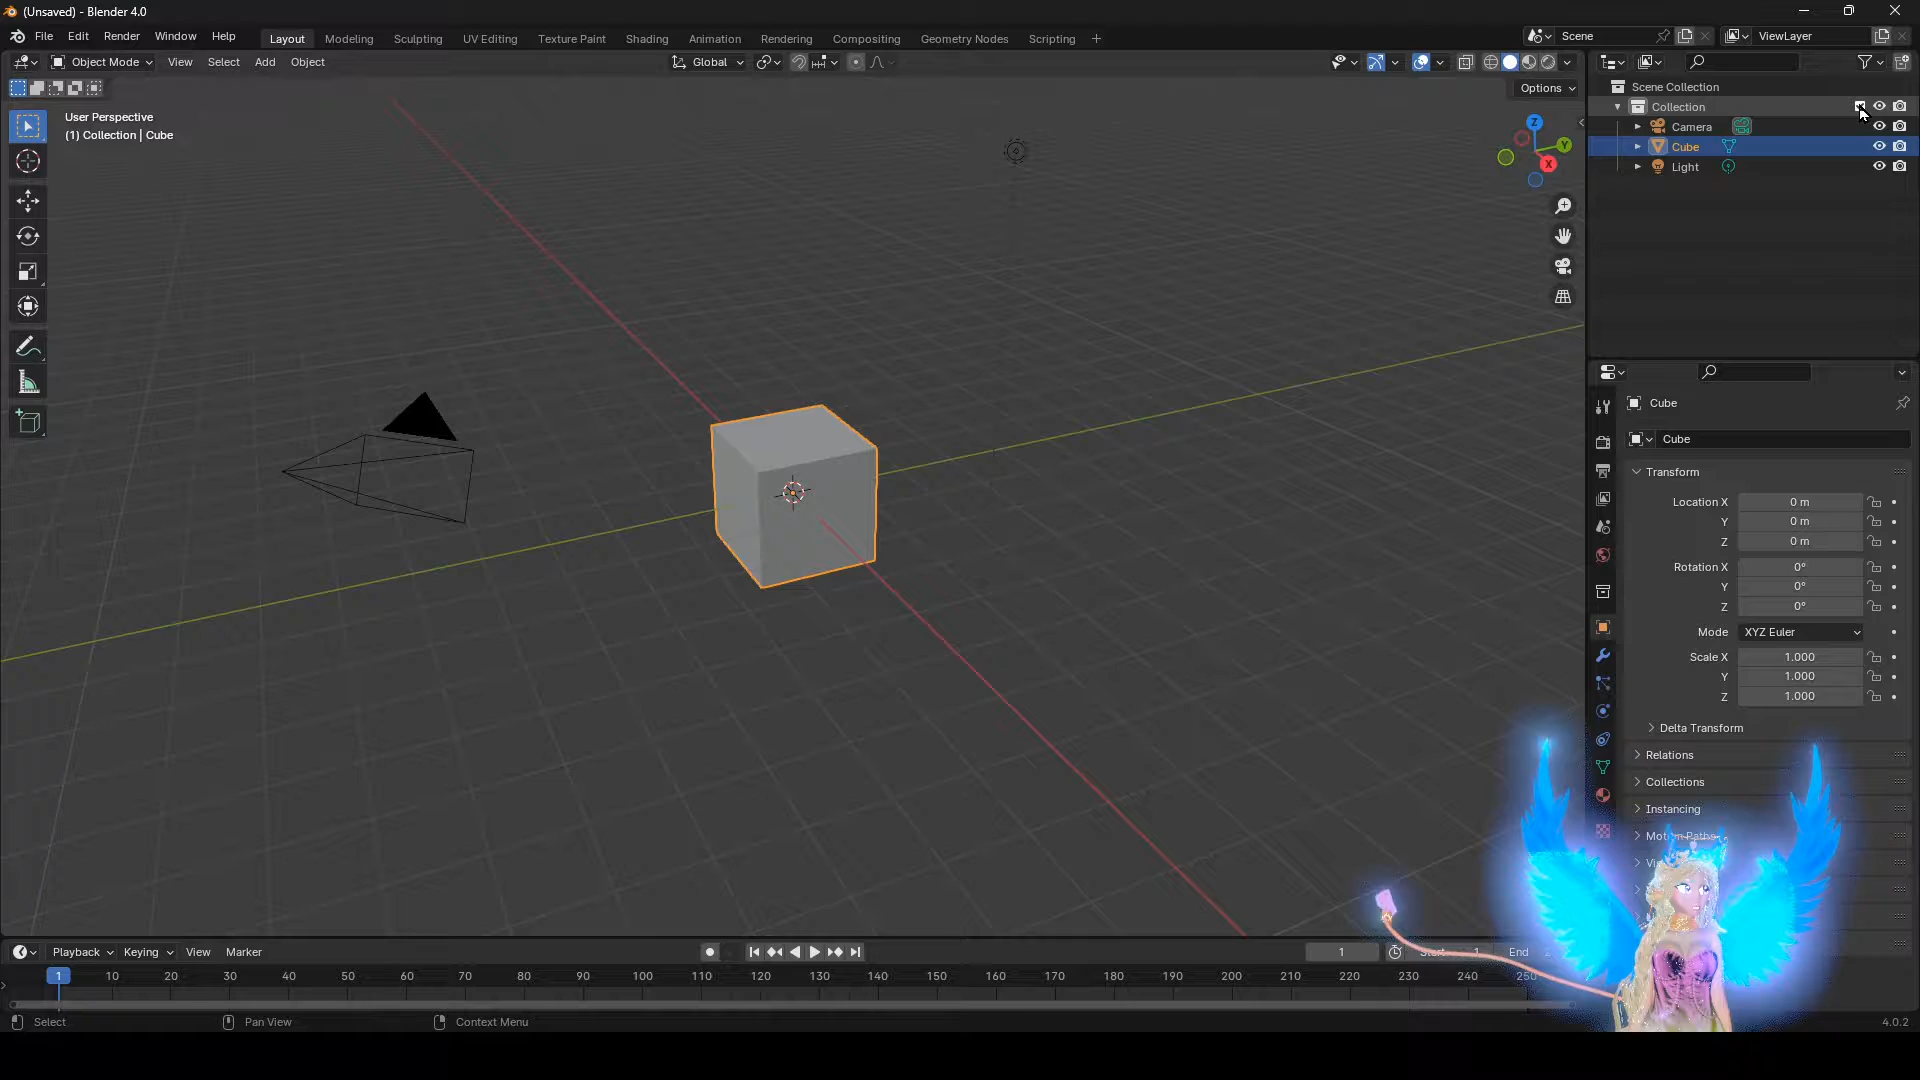 (Unsaved) - Blender 4.0
File Edit Render Window Help Layout Modeling Sculpting UV Editing Texture Paint Shading Animation Rendering Compositing Geometry Nodes Scripting + Scene ViewLayer
Object Mode View Select Add Object Global
Options
User Perspective
(1) Collection | Cube
Z
Y
X
Scene Collection
Collection
Camera
Cube
Light
Cube
Cube
Transform
Location X 0 m
Y 0 m
Z 0 m
Rotation X 0°
Y 0°
Z 0°
Mode XYZ Euler
Scale X 1.000
Y 1.000
Z 1.000
Delta Transform
Relations
Collections
Instancing
Motion Paths
Playback Keying View Marker 1 Start 1 End
1 10 20 30 40 50 60 70 80 90 100 110 120 130 140 150 160 170 180 190 200 210 220 230 240 250
Select Pan View Context Menu 4.0.2